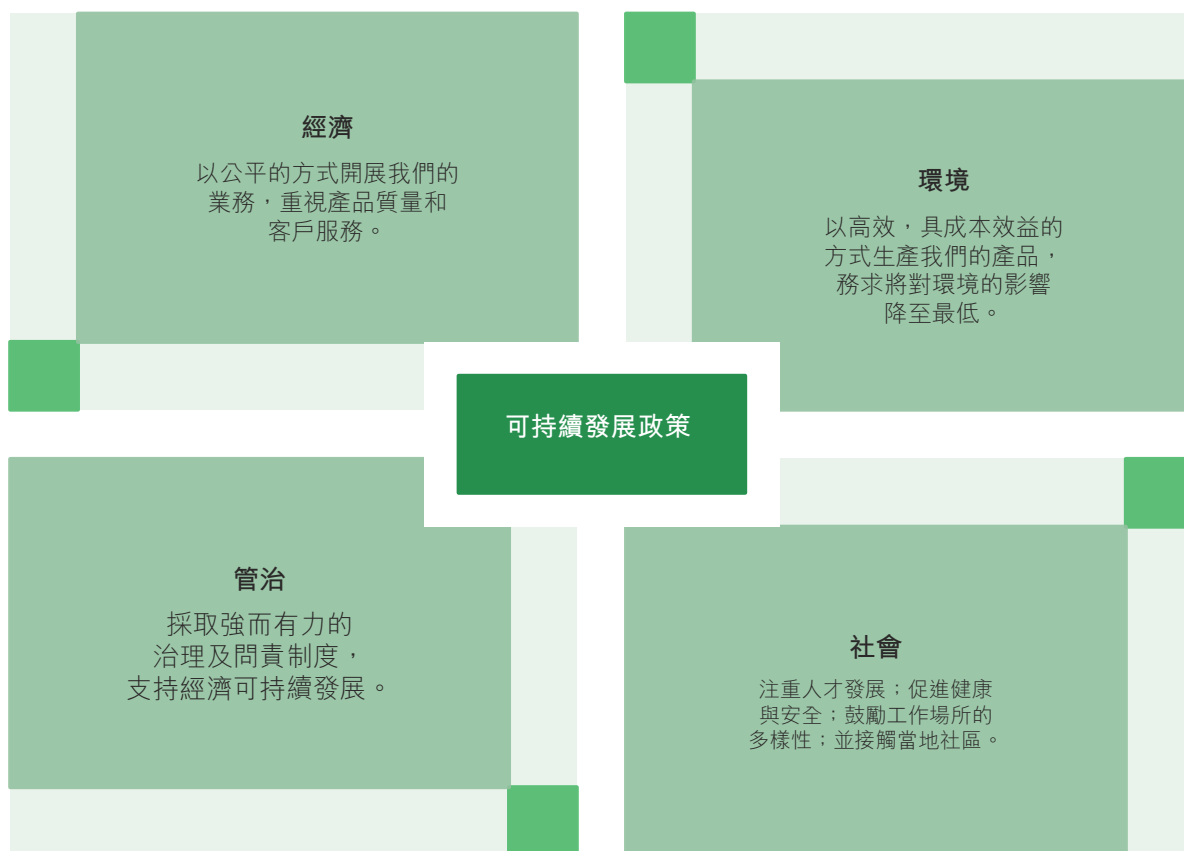 經濟
以公平的方式開展我們的
業務，重視產品質量和
客戶服務。
環境
以高效，具成本效益的
方式生產我們的產品，
務求將對環境的影響
降至最低。
可持續發展政策
管治
採取強而有力的
治理及問責制度，
支持經濟可持續發展。
社會
注重人才發展；促進健康
與安全；鼓勵工作場所的
多樣性；並接觸當地社區。